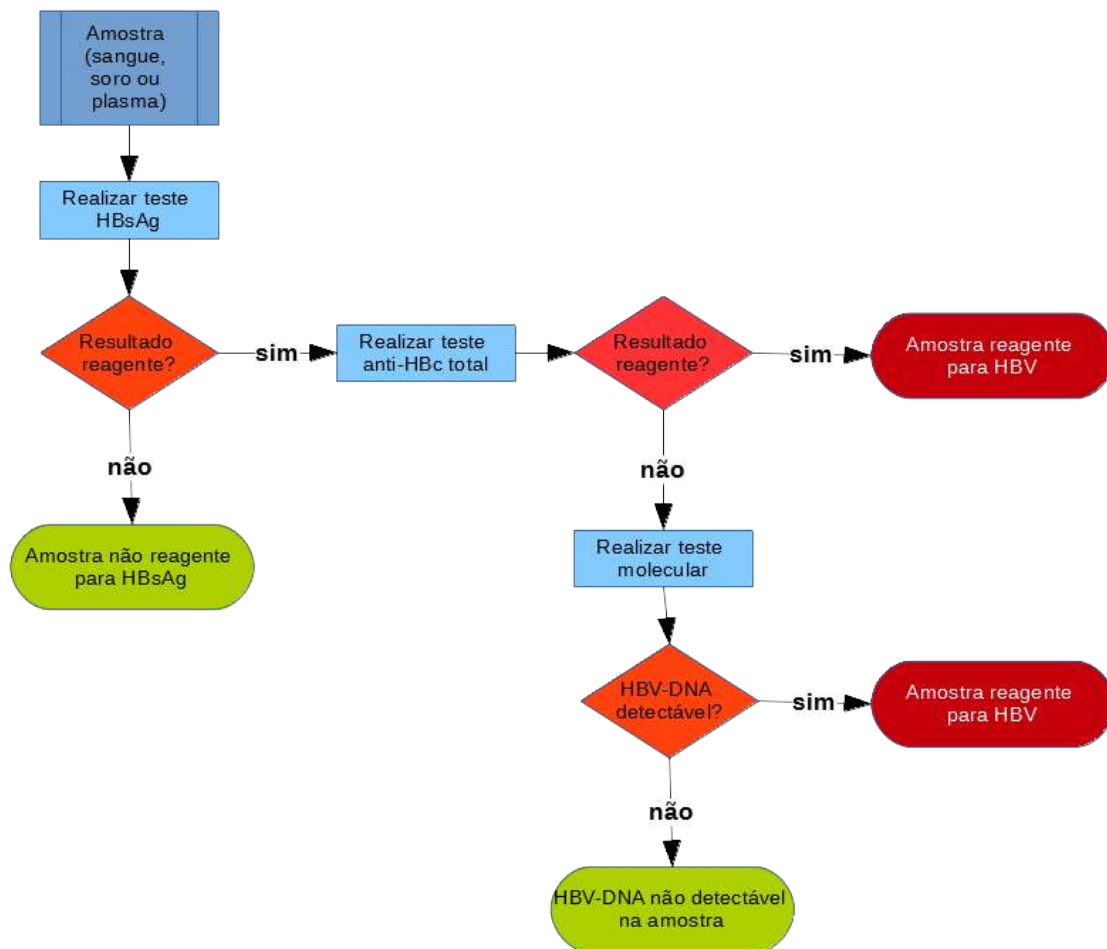 Amostra
(sangue,
soro ou
plasma)
Realizar teste
HBsAg
Resultado
reagente?
sim
Realizar teste
anti-HBc total
Resultado
reagente?
sim
Amostra reagente
para HBV
não
Amostra não reagente
para HBsAg
não
Realizar teste
molecular
HBV-DNA
detectável?
sim
Amostra reagente
para HBV
não
HBV-DNA não detectável
na amostra